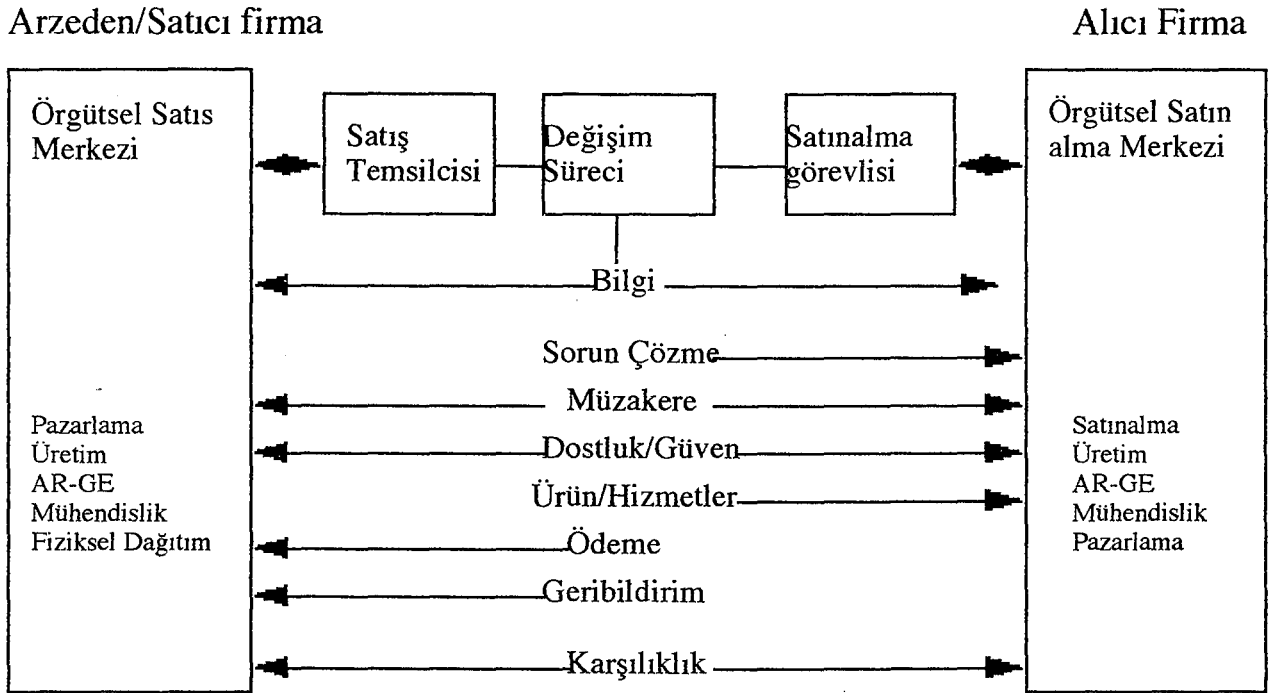 Arzeden/Satıcı firma
Alıcı Firma
Örgütsel Satıs
Merkezi
Satış
Temsilcisi
Değişim
Süreci
Satınalma
görevlisi
Örgütsel Satın
alma Merkezi
Bilgi
Sorun Çözme
Müzakere
Dostluk/Güven
Ürün/Hizmetler
Ödeme
Geribildirim
Karşılıklık
Pazarlama
Üretim
AR-GE
Mühendislik
Fiziksel Dağıtım
Satınalma
Üretim
AR-GE
Mühendislik
Pazarlama